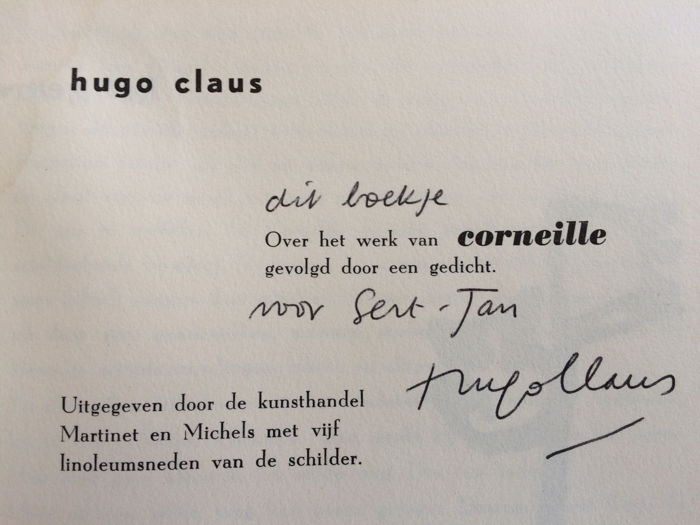 hugo claus
dit boekje
Over het werk van corneille
gevolgd door een gedicht.
voor Gert-Jan
Hugo Claus
Uitgegeven door de kunsthandel
Martinet en Michels met vijf
linoleumsneden van de schilder.